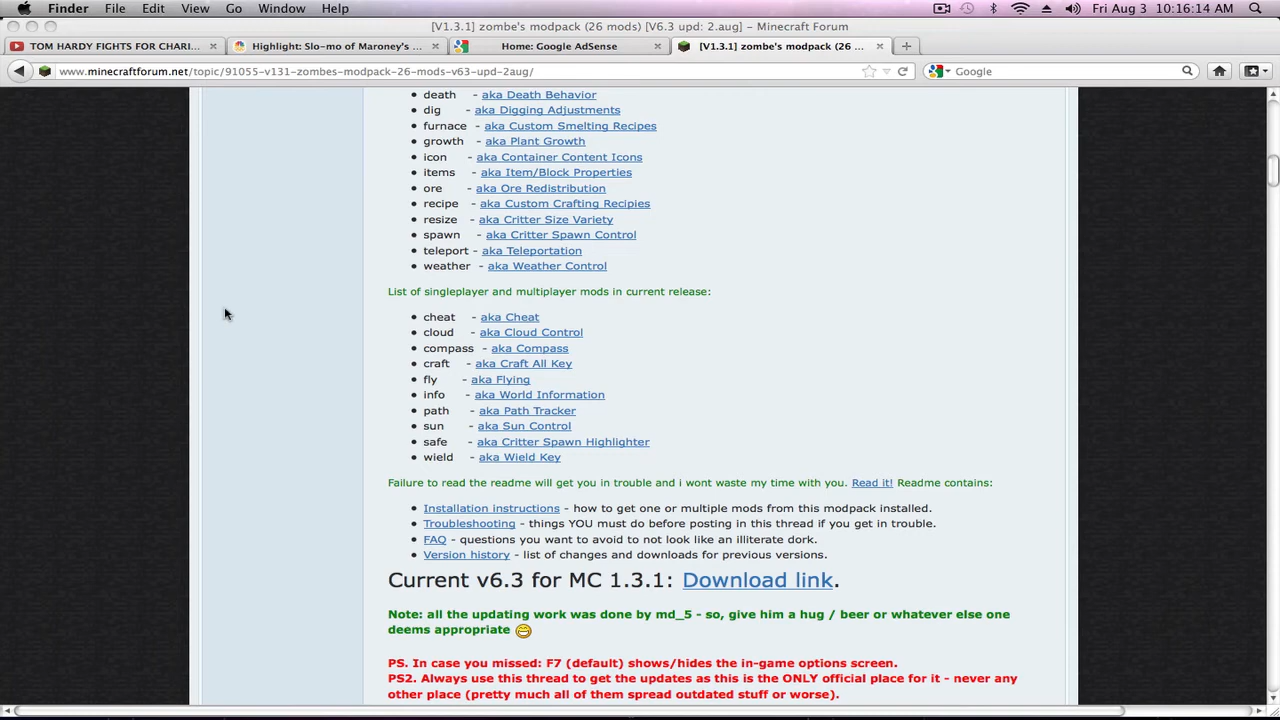 Finder File Edit View Go Window Help Fri Aug 3 10:16:14 AM
[V1.3.1] zombe's modpack (26 mods) [V6.3 upd: 2.aug] – Minecraft Forum
TOM HARDY FIGHTS FOR CHARI... × Highlight: Slo-mo of Maroney's ... × Home: Google AdSense × [V1.3.1] zombe's modpack (26 ... × +
www.minecraftforum.net/topic/91055-v131-zombes-modpack-26-mods-v63-upd-2aug/ Google
• death - aka Death Behavior
• dig - aka Digging Adjustments
• furnace - aka Custom Smelting Recipes
• growth - aka Plant Growth
• icon - aka Container Content Icons
• items - aka Item/Block Properties
• ore - aka Ore Redistribution
• recipe - aka Custom Crafting Recipies
• resize - aka Critter Size Variety
• spawn - aka Critter Spawn Control
• teleport - aka Teleportation
• weather - aka Weather Control
List of singleplayer and multiplayer mods in current release:
• cheat - aka Cheat
• cloud - aka Cloud Control
• compass - aka Compass
• craft - aka Craft All Key
• fly - aka Flying
• info - aka World Information
• path - aka Path Tracker
• sun - aka Sun Control
• safe - aka Critter Spawn Highlighter
• wield - aka Wield Key
Failure to read the readme will get you in trouble and i wont waste my time with you. Read it! Readme contains:
• Installation instructions - how to get one or multiple mods from this modpack installed.
• Troubleshooting - things YOU must do before posting in this thread if you get in trouble.
• FAQ - questions you want to avoid to not look like an illiterate dork.
• Version history - list of changes and downloads for previous versions.
Current v6.3 for MC 1.3.1: Download link.
Note: all the updating work was done by md_5 - so, give him a hug / beer or whatever else one
deems appropriate
PS. In case you missed: F7 (default) shows/hides the in-game options screen.
PS2. Always use this thread to get the updates as this is the ONLY official place for it - never any
other place (pretty much all of them spread outdated stuff or worse).